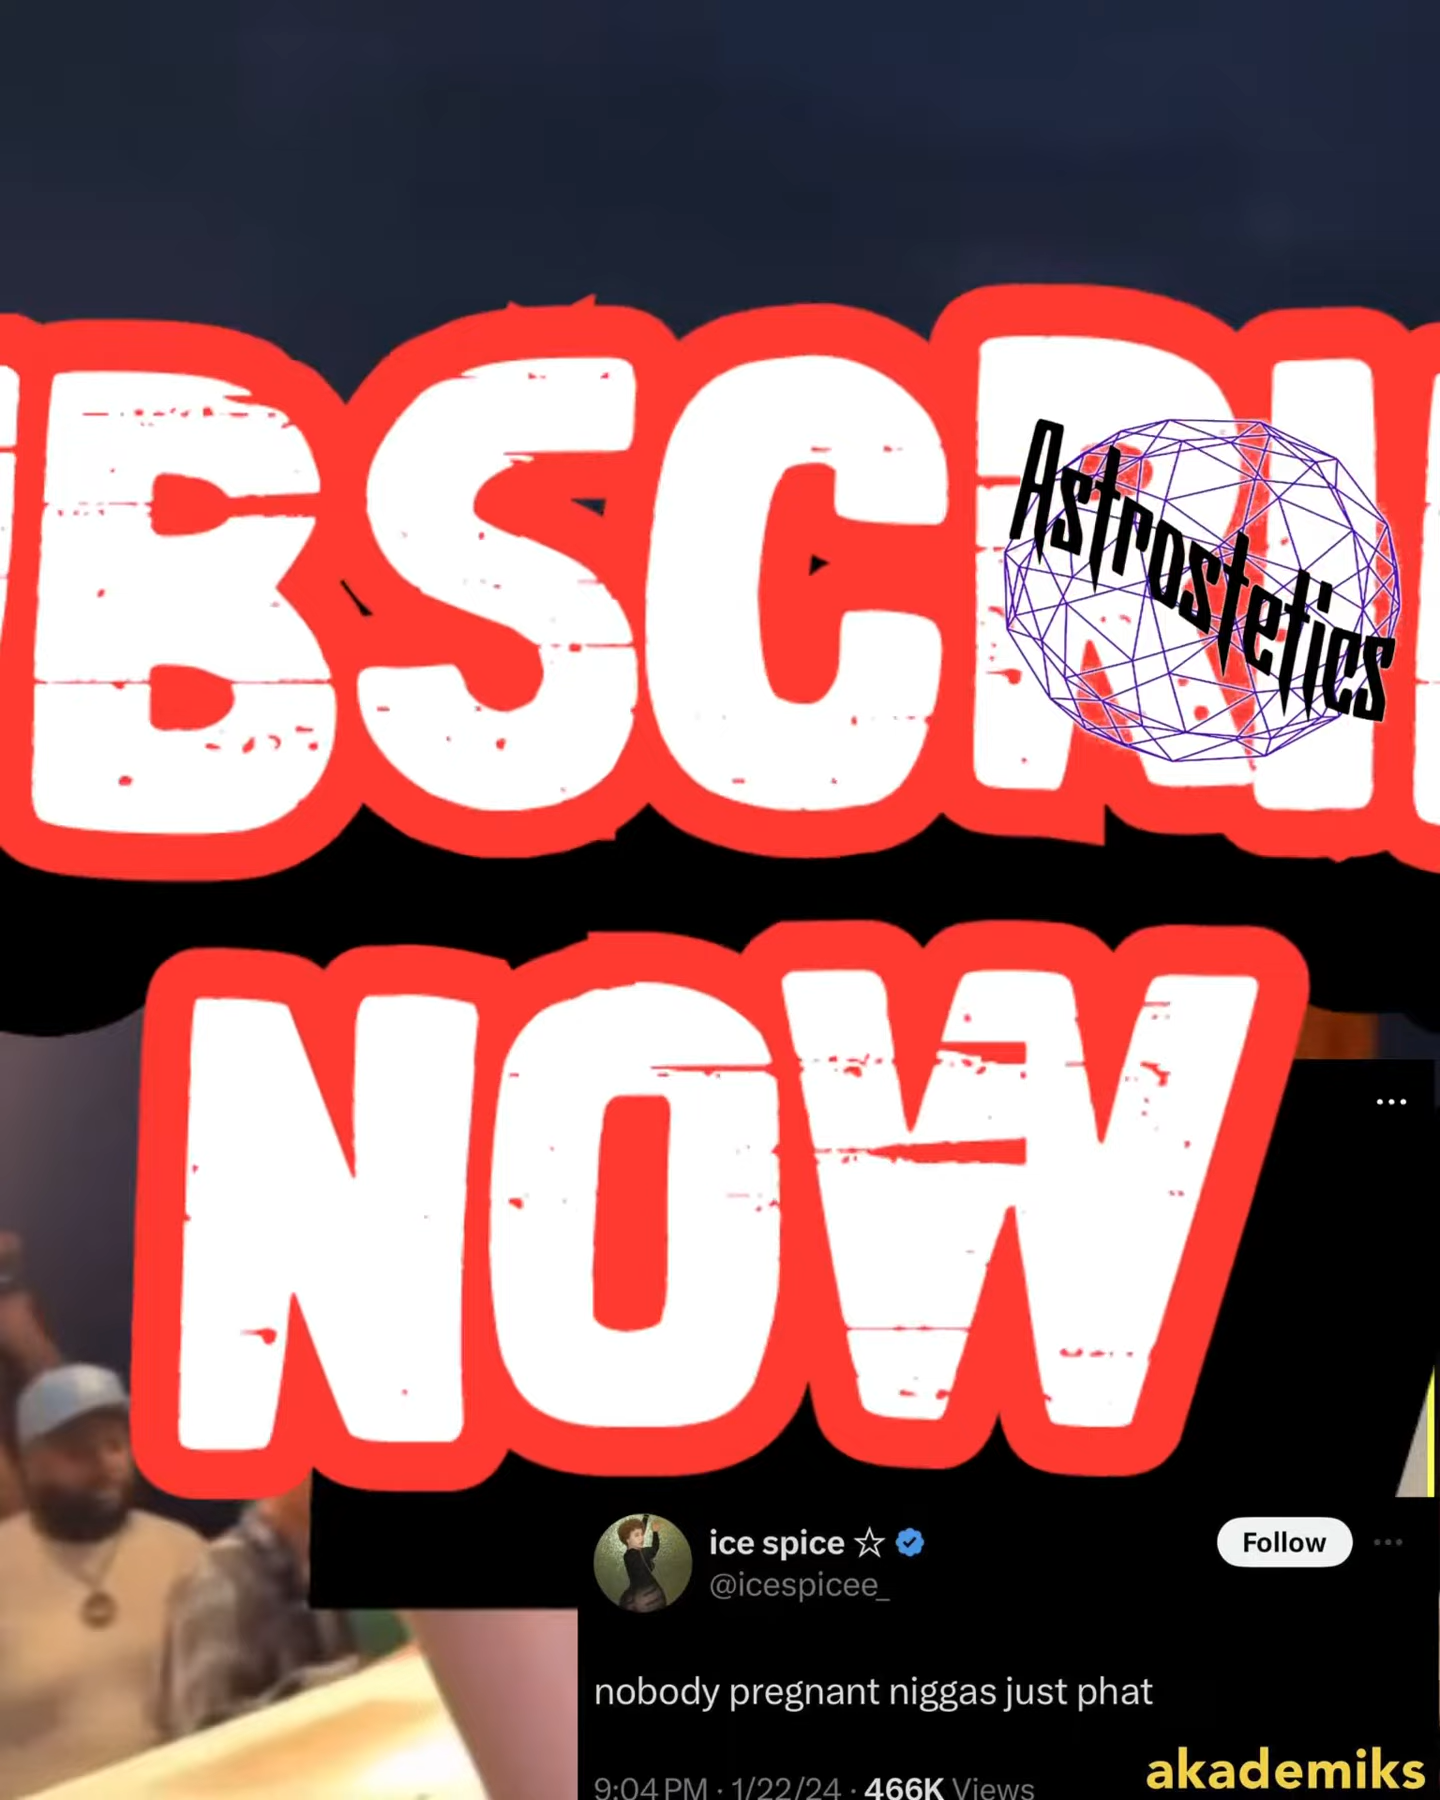 BSCRI
Astrostetics
NOW
ice spice ☆
Follow
@icespicee_
nobody pregnant niggas just phat
9:04 PM · 1/22/24 · 466K Views
akademiks